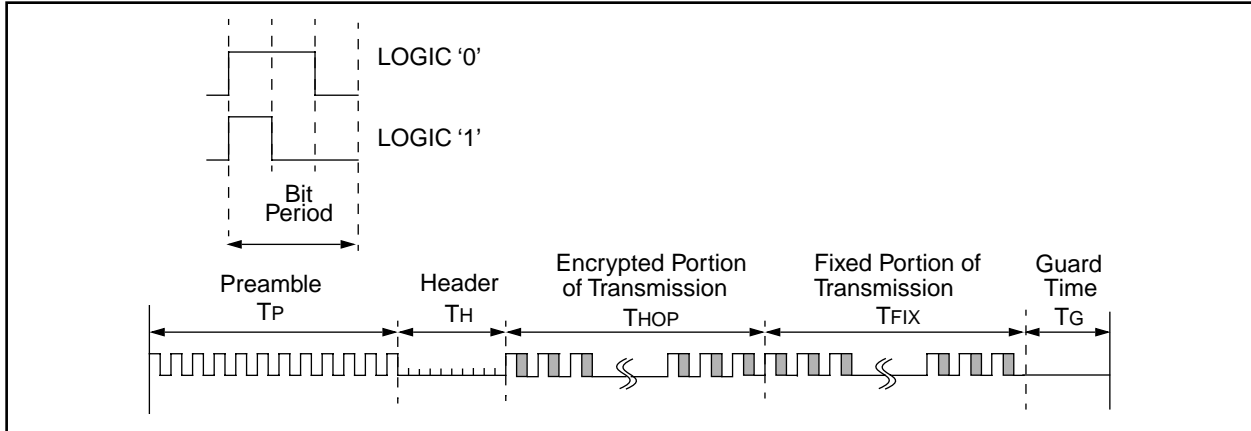 LOGIC ‘0’
LOGIC ‘1’
Bit
Period
Preamble
TP
Header
TH
Encrypted Portion
of Transmission
THOP
Fixed Portion of
Transmission
TFIX
Guard
Time
TG